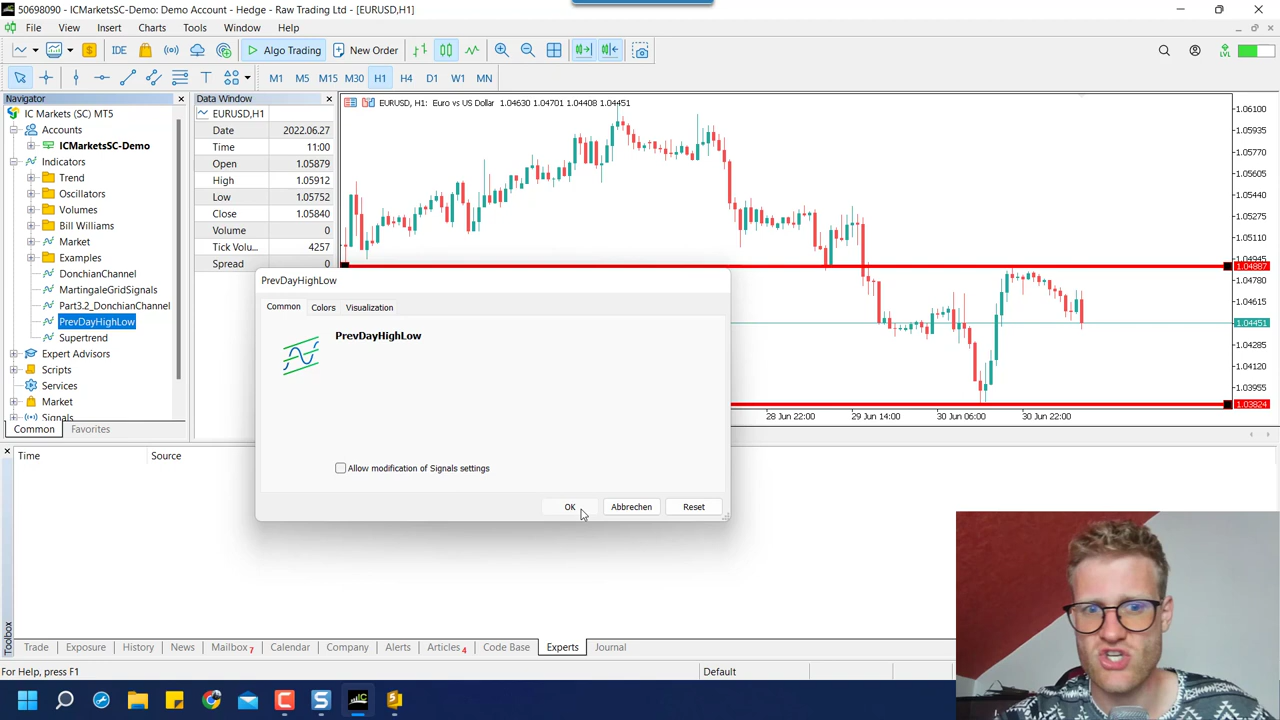 50698090 - ICMarketsSC-Demo: Demo Account - Hedge - Raw Trading Ltd - [EURUSD,H1]
File View Insert Charts Tools Window Help
IDE Algo Trading New Order LVL
M1 M5 M15 M30 H1 H4 D1 W1 MN
Navigator
IC Markets (SC) MT5
Accounts
ICMarketsSC-Demo
Indicators
Trend
Oscillators
Volumes
Bill Williams
Market
Examples
DonchianChannel
MartingaleGridSignals
Part3.2_DonchianChannel
PrevDayHighLow
Supertrend
Expert Advisors
Scripts
Services
Market
Signals
Common Favorites
Data Window
EURUSD,H1
Date 2022.06.27
Time 11:00
Open 1.05879
High 1.05912
Low 1.05752
Close 1.05840
Volume 0
Tick Volu... 4257
Spread 0
EURUSD, H1: Euro vs US Dollar 1.04630 1.04701 1.04408 1.04451
1.06100
1.05935
1.05770
1.05605
1.05440
1.05275
1.05110
1.04987
1.04615
1.04451
1.04285
1.04120
1.03955
1.03824
28 Jun 22:00 29 Jun 14:00 30 Jun 06:00 30 Jun 22:00
PrevDayHighLow
Common Colors Visualization
PrevDayHighLow
Allow modification of Signals settings
OK Abbrechen Reset
Time Source
Toolbox
Trade Exposure History News Mailbox 7 Calendar Company Alerts Articles 4 Code Base Experts Journal
For Help, press F1 Default